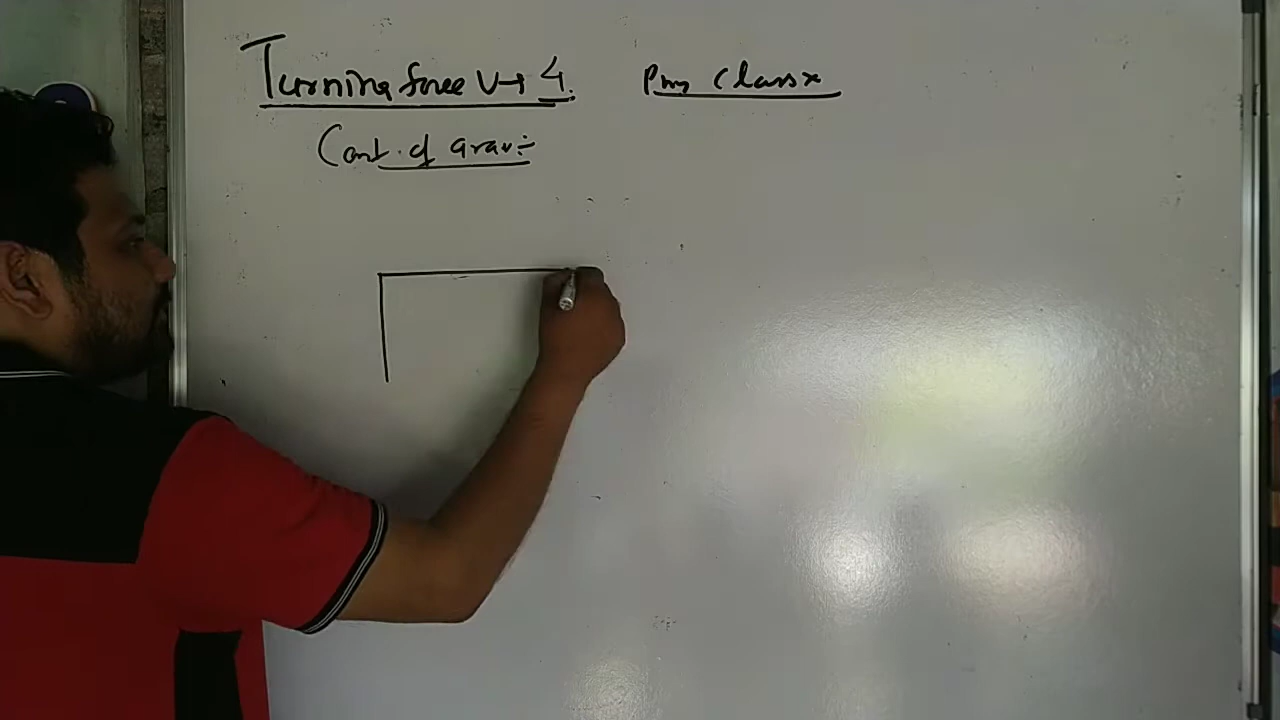 Turning force V→ 4. Phy Class x
Cent. of grav: